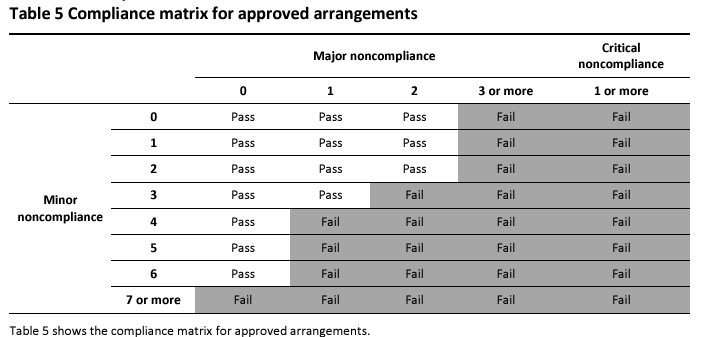 Table 5 Compliance matrix for approved arrangements
Major noncompliance
Critical
noncompliance
0 1 2 3 or more 1 or more
0 Pass Pass Pass Fail Fail
1 Pass Pass Pass Fail Fail
2 Pass Pass Pass Fail Fail
Minor
noncompliance
3 Pass Pass Fail Fail Fail
4 Pass Fail Fail Fail Fail
5 Pass Fail Fail Fail Fail
6 Pass Fail Fail Fail Fail
7 or more Fail Fail Fail Fail Fail
Table 5 shows the compliance matrix for approved arrangements.